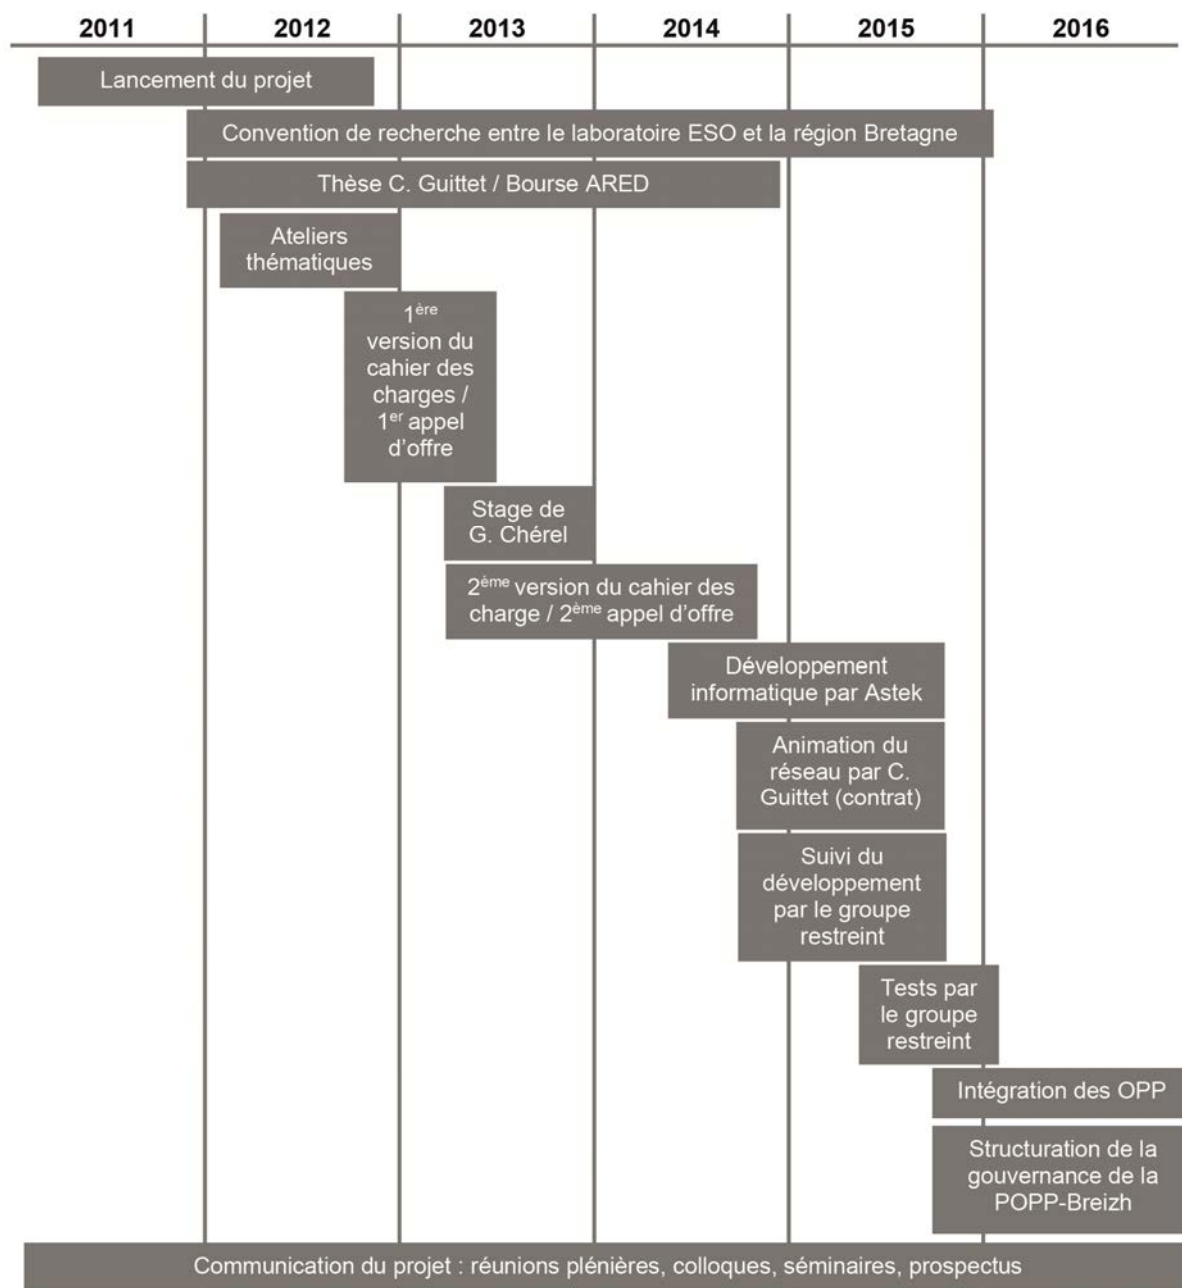 2011 2012 2013 2014 2015 2016
Lancement du projet
Convention de recherche entre le laboratoire ESO et la région Bretagne
Thèse C. Guittet / Bourse ARED
Ateliers
thématiques
1ère
version du
cahier des
charges /
1er appel
d’offre
Stage de
G. Chérel
2ème version du cahier des
charge / 2ème appel d’offre
Développement
informatique par Astek
Animation du
réseau par C.
Guittet (contrat)
Suivi du
développement
par le groupe
restreint
Tests par
le groupe
restreint
Intégration des OPP
Structuration de la
gouvernance de la
POPP-Breizh
Communication du projet : réunions plénières, colloques, séminaires, prospectus